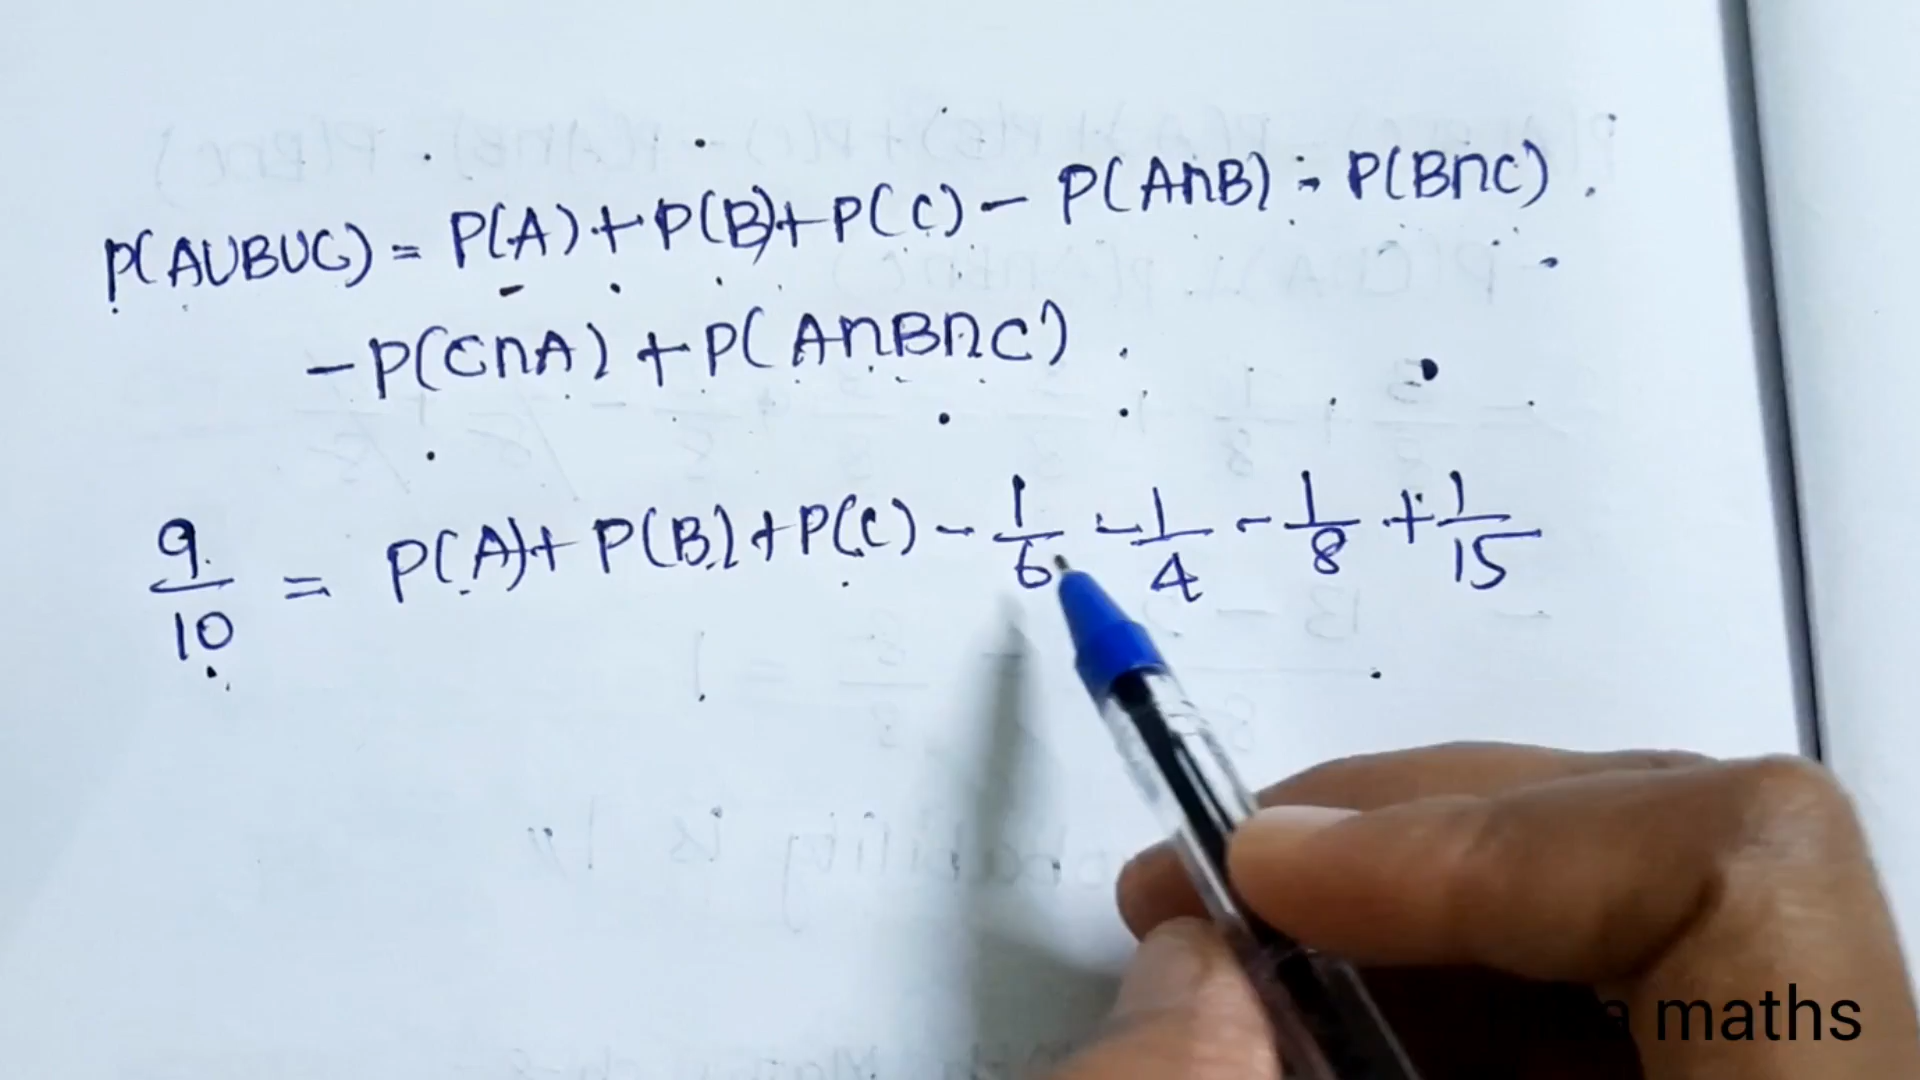 P(AUBUC) = P(A)+P(B)+P(C) - P(A∩B) - P(B∩C)
-P(C∩A) +P(A∩B∩C)
9/10 = P(A)+P(B)+P(C) - 1/6 - 1/4 - 1/8 + 1/15
maths